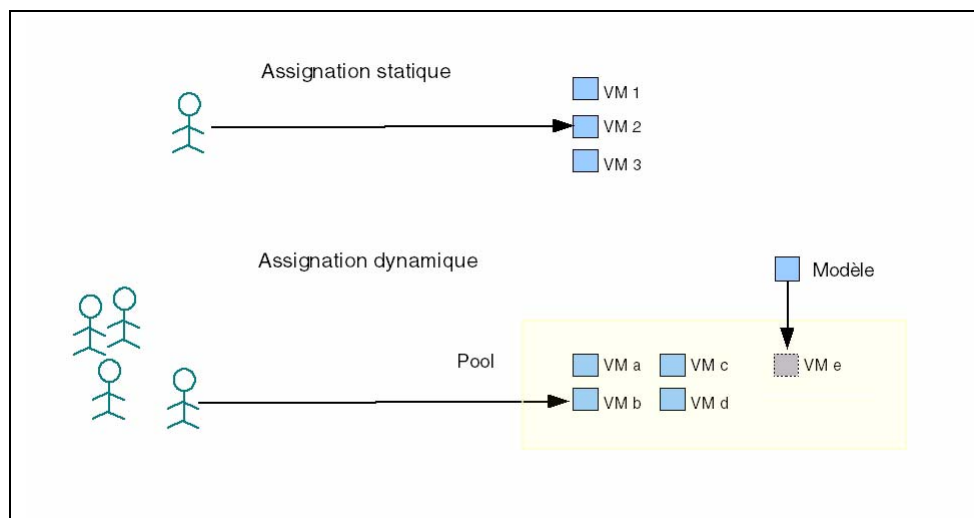 Assignation statique
VM 1
VM 2
VM 3
Assignation dynamique
Modèle
Pool
VM a
VM c
VM e
VM b
VM d